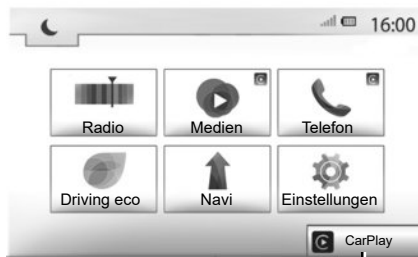 16:00
Radio
Medien
Telefon
Driving eco
Navi
Einstellungen
CarPlay